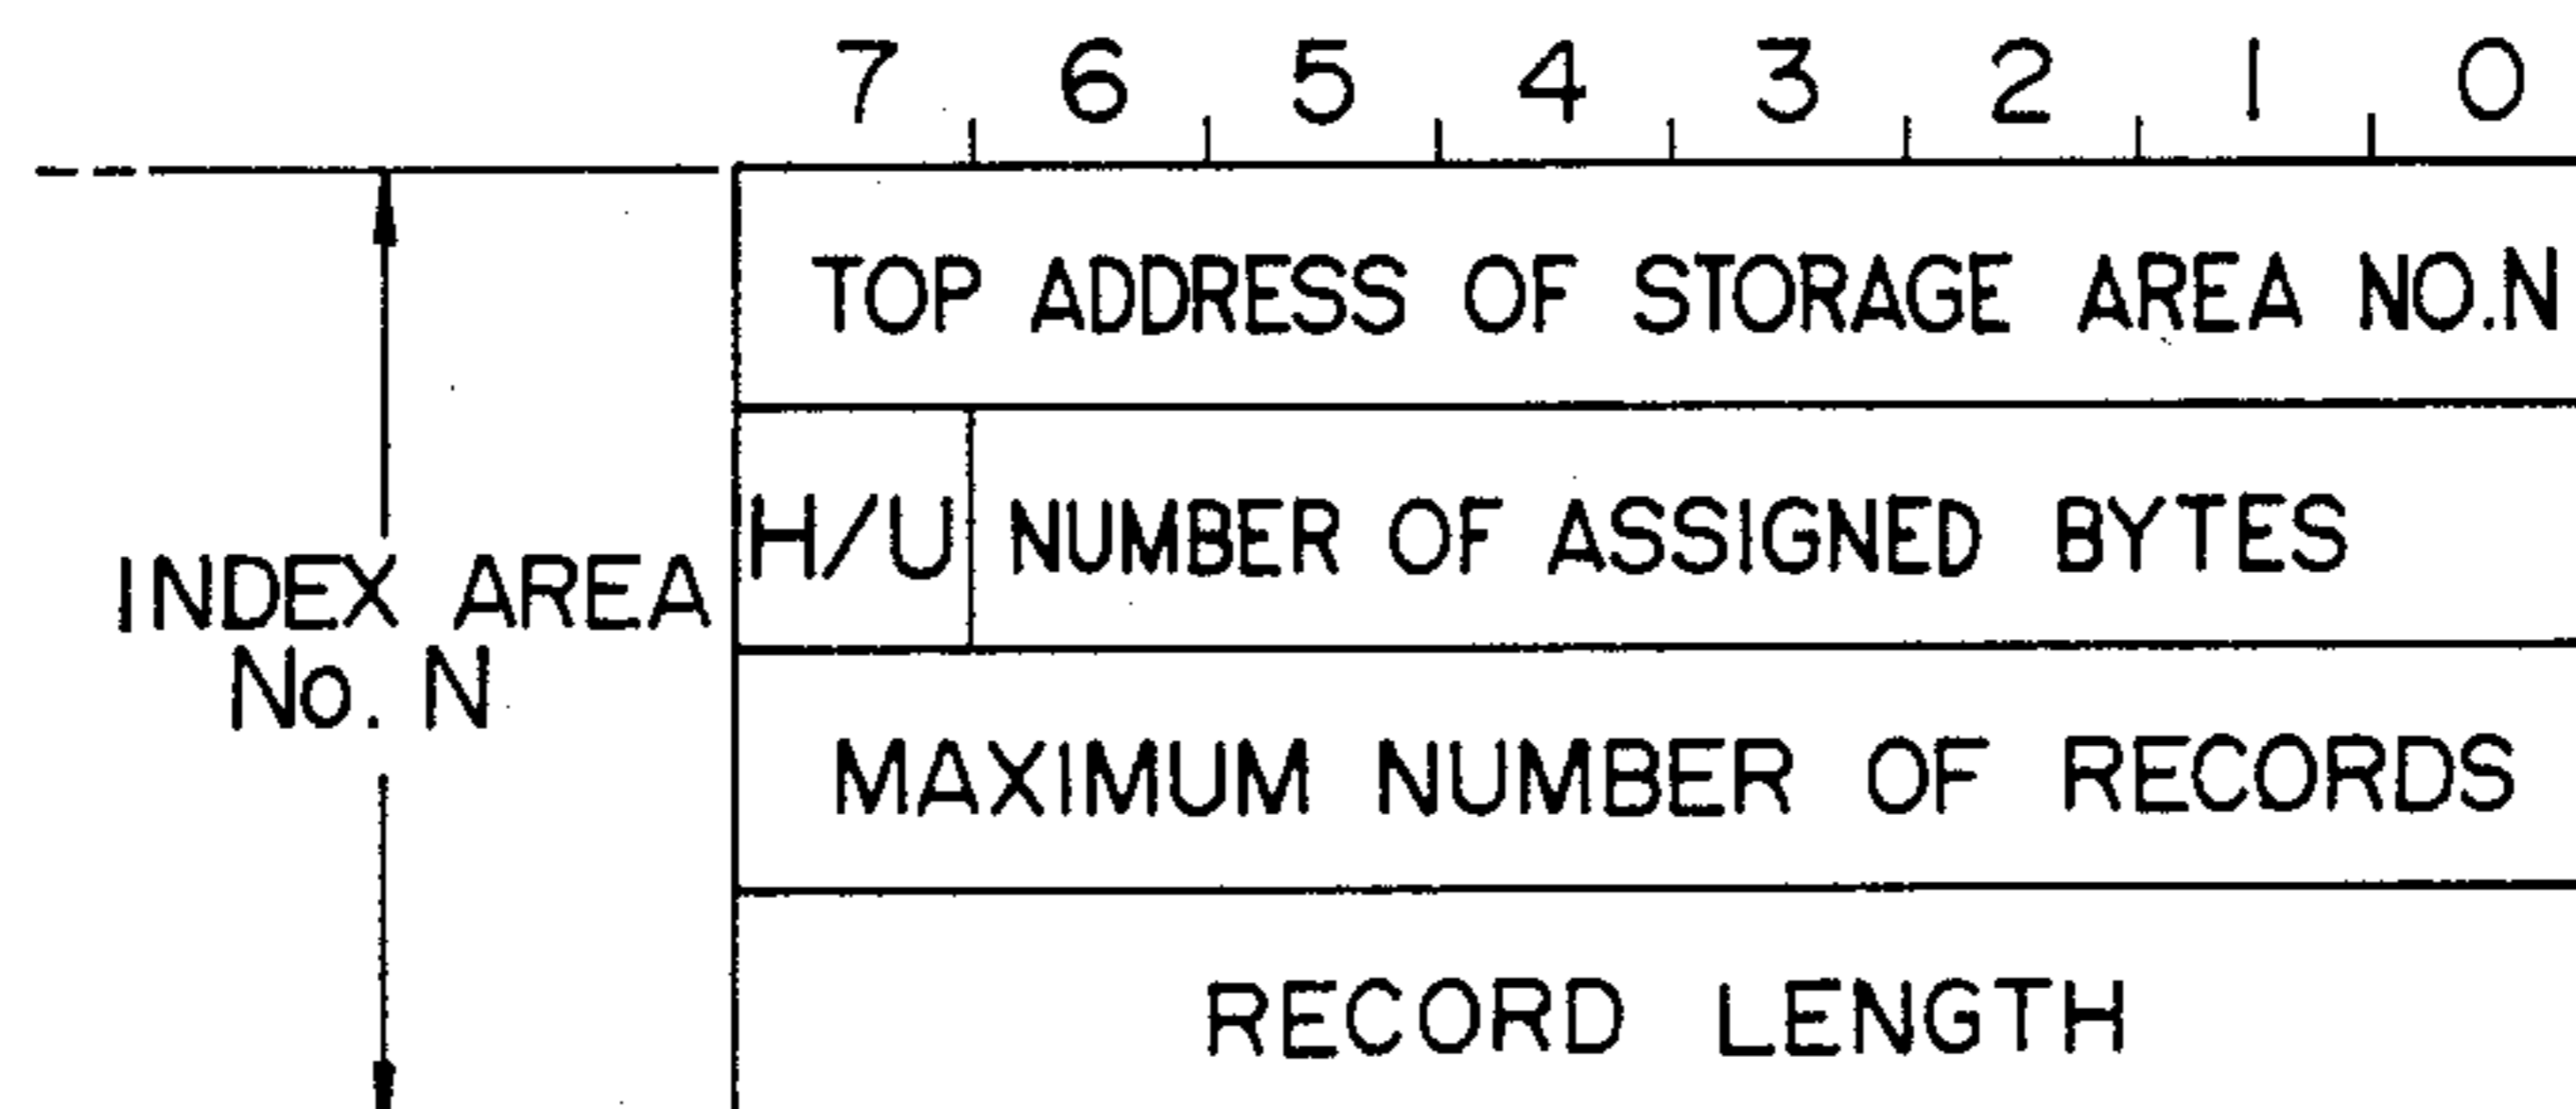 7 6 5 4 3 2 1 0
TOP ADDRESS OF STORAGE AREA NO.N
H/U NUMBER OF ASSIGNED BYTES
INDEX AREA
No. N
MAXIMUM NUMBER OF RECORDS
RECORD LENGTH